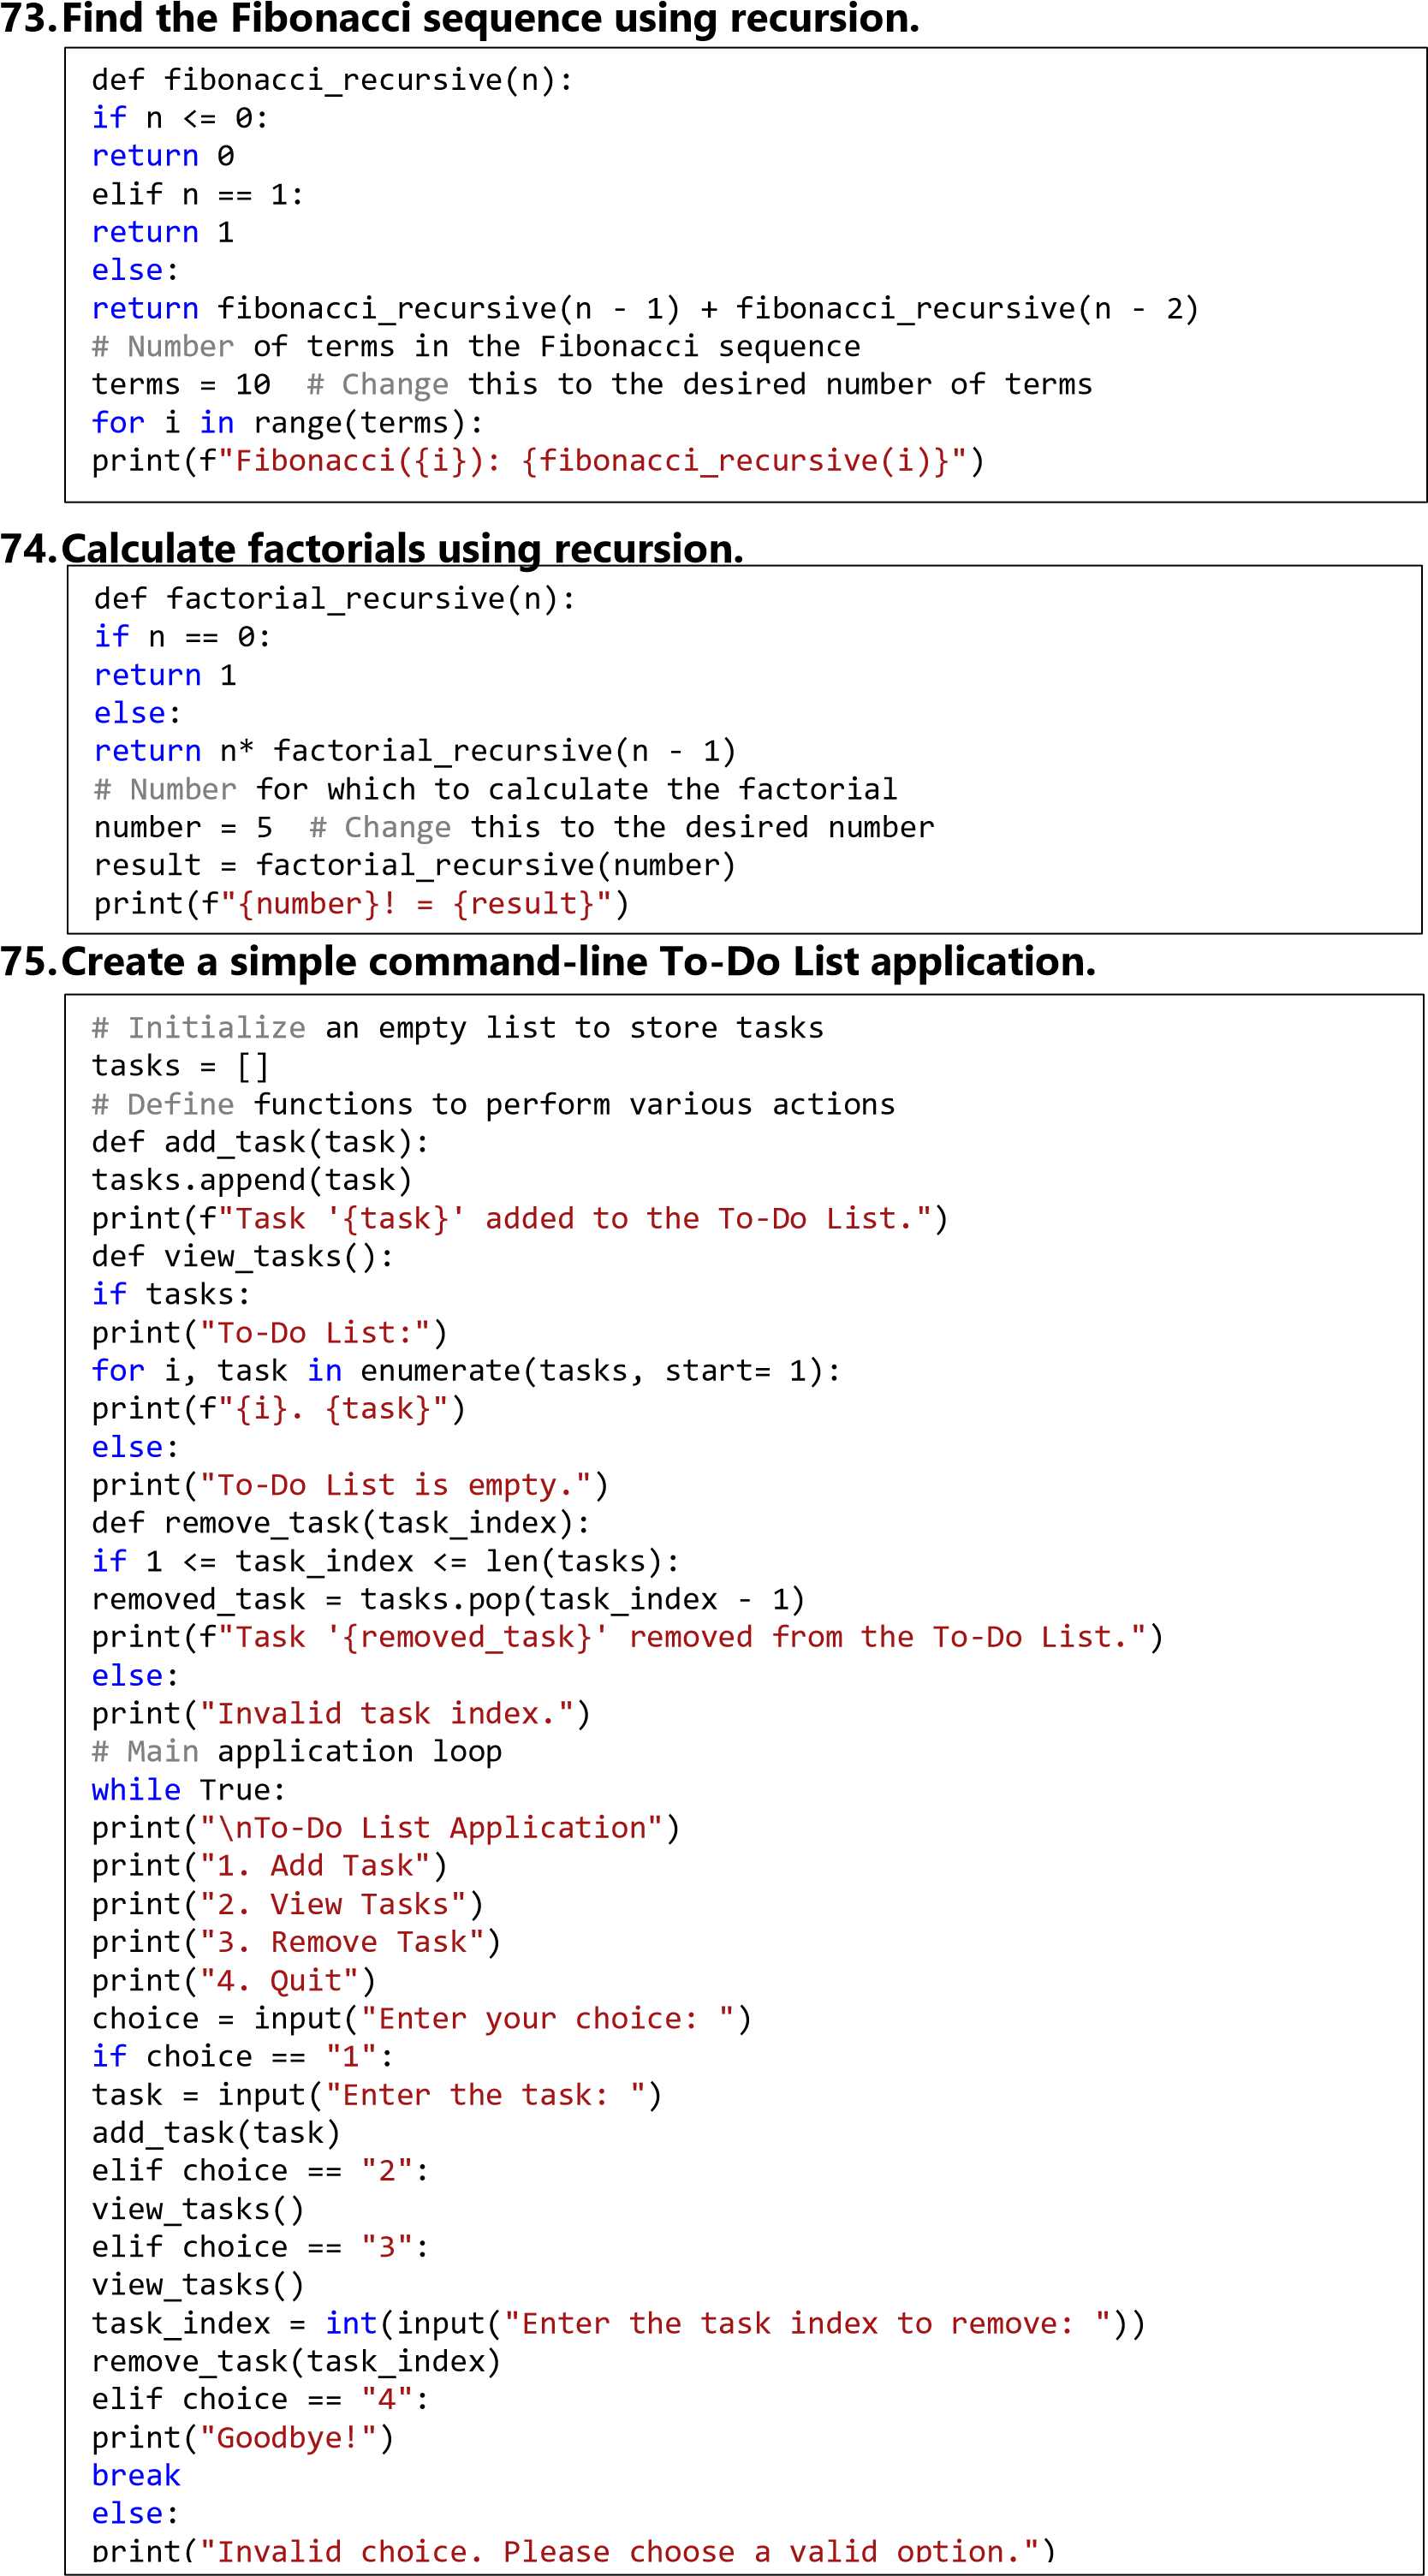 73. Find the Fibonacci sequence using recursion.
def fibonacci_recursive(n):
if n <= 0:
return 0
elif n == 1:
return 1
else:
return fibonacci_recursive(n - 1) + fibonacci_recursive(n - 2)
# Number of terms in the Fibonacci sequence
terms = 10  # Change this to the desired number of terms
for i in range(terms):
print(f"Fibonacci({i}): {fibonacci_recursive(i)}")
74. Calculate factorials using recursion.
def factorial_recursive(n):
if n == 0:
return 1
else:
return n* factorial_recursive(n - 1)
# Number for which to calculate the factorial
number = 5  # Change this to the desired number
result = factorial_recursive(number)
print(f"{number}! = {result}")
75. Create a simple command-line To-Do List application.
# Initialize an empty list to store tasks
tasks = []
# Define functions to perform various actions
def add_task(task):
tasks.append(task)
print(f"Task '{task}' added to the To-Do List.")
def view_tasks():
if tasks:
print("To-Do List:")
for i, task in enumerate(tasks, start= 1):
print(f"{i}. {task}")
else:
print("To-Do List is empty.")
def remove_task(task_index):
if 1 <= task_index <= len(tasks):
removed_task = tasks.pop(task_index - 1)
print(f"Task '{removed_task}' removed from the To-Do List.")
else:
print("Invalid task index.")
# Main application loop
while True:
print("\nTo-Do List Application")
print("1. Add Task")
print("2. View Tasks")
print("3. Remove Task")
print("4. Quit")
choice = input("Enter your choice: ")
if choice == "1":
task = input("Enter the task: ")
add_task(task)
elif choice == "2":
view_tasks()
elif choice == "3":
view_tasks()
task_index = int(input("Enter the task index to remove: "))
remove_task(task_index)
elif choice == "4":
print("Goodbye!")
break
else:
print("Invalid choice. Please choose a valid option.")